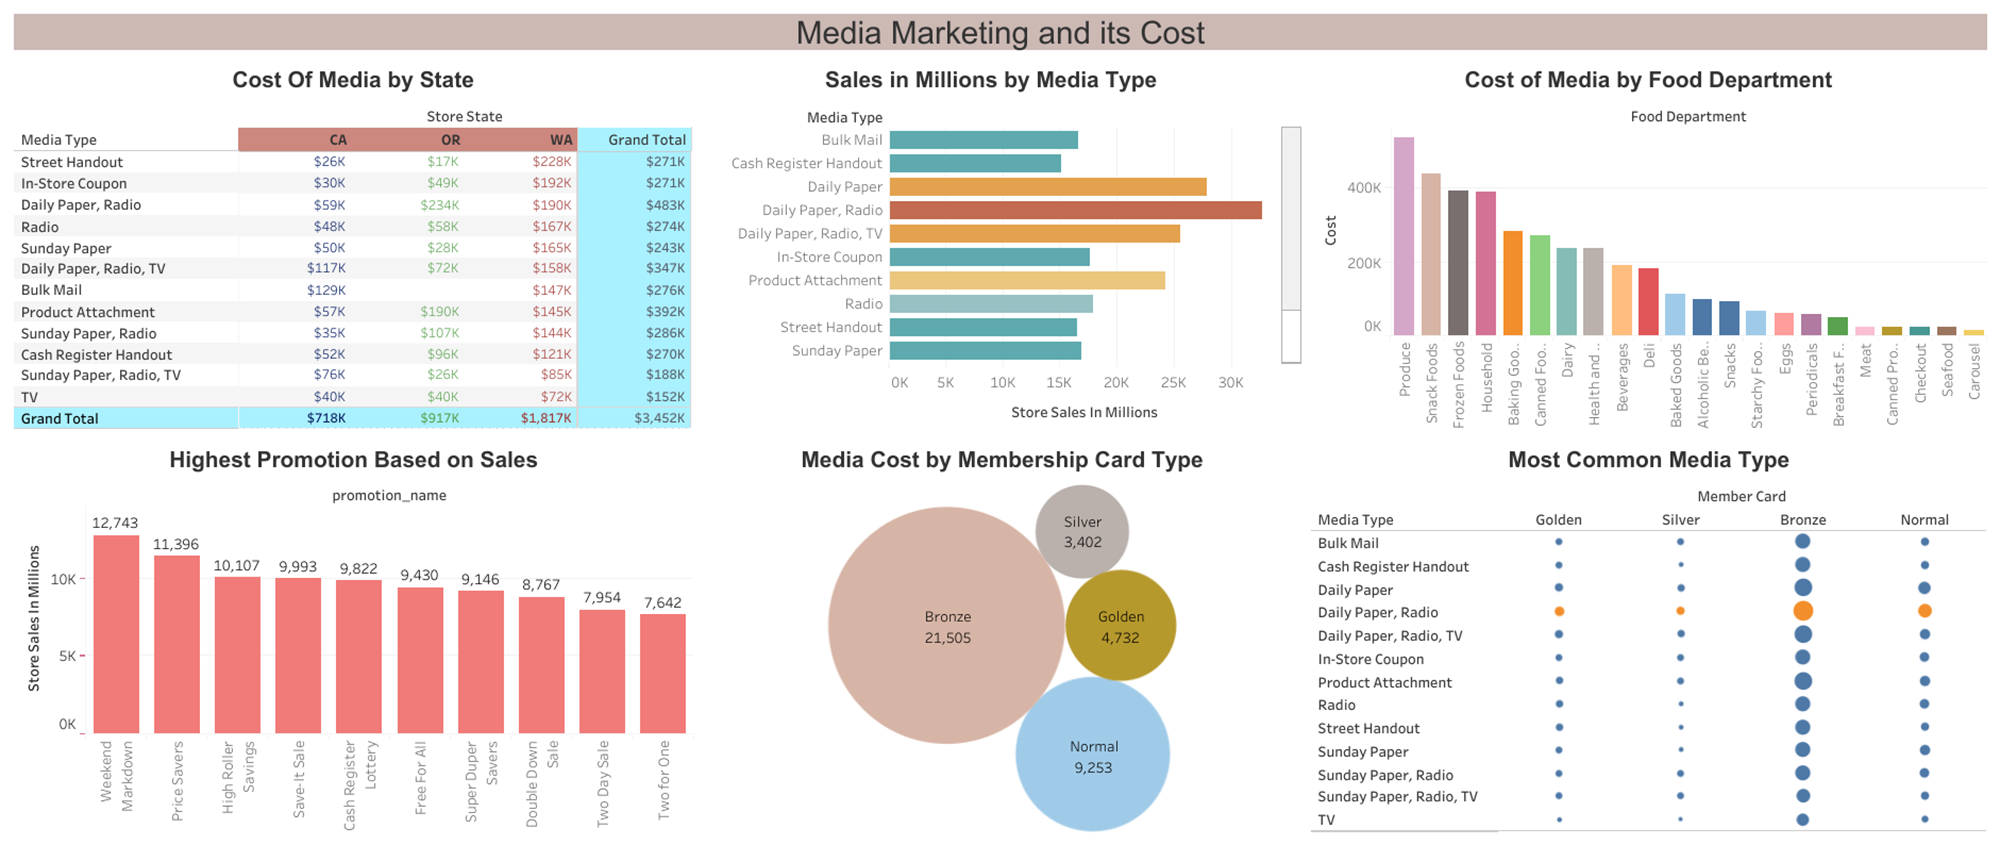 Media Marketing and its Cost
Cost Of Media by State
Store State
Media Type CA OR WA Grand Total
Street Handout $26K $17K $228K $271K
In-Store Coupon $30K $49K $192K $271K
Daily Paper, Radio $59K $234K $190K $483K
Radio $48K $58K $167K $274K
Sunday Paper $50K $28K $165K $243K
Daily Paper, Radio, TV $117K $72K $158K $347K
Bulk Mail $129K $147K $276K
Product Attachment $57K $190K $145K $392K
Sunday Paper, Radio $35K $107K $144K $286K
Cash Register Handout $52K $96K $121K $270K
Sunday Paper, Radio, TV $76K $26K $85K $188K
TV $40K $40K $72K $152K
Grand Total $718K $917K $1,817K $3,452K
Sales in Millions by Media Type
Media Type
Bulk Mail
Cash Register Handout
Daily Paper
Daily Paper, Radio
Daily Paper, Radio, TV
In-Store Coupon
Product Attachment
Radio
Street Handout
Sunday Paper
0K 5K 10K 15K 20K 25K 30K
Store Sales In Millions
Cost of Media by Food Department
Food Department
Cost
400K
200K
0K
Produce
Snack Foods
Frozen Foods
Household
Baking Goo..
Canned Foo..
Dairy
Health and ..
Beverages
Deli
Baked Goods
Alcoholic Be..
Snacks
Starchy Foo..
Eggs
Periodicals
Breakfast F..
Meat
Canned Pro..
Checkout
Seafood
Carousel
Highest Promotion Based on Sales
promotion_name
Store Sales In Millions
10K
5K
0K
12,743
11,396
10,107
9,993
9,822
9,430
9,146
8,767
7,954
7,642
Weekend
Markdown
Price Savers
High Roller
Savings
Save-It Sale
Cash Register
Lottery
Free For All
Super Duper
Savers
Double Down
Sale
Two Day Sale
Two for One
Media Cost by Membership Card Type
Silver
3,402
Bronze
21,505
Golden
4,732
Normal
9,253
Most Common Media Type
Member Card
Media Type Golden Silver Bronze Normal
Bulk Mail
Cash Register Handout
Daily Paper
Daily Paper, Radio
Daily Paper, Radio, TV
In-Store Coupon
Product Attachment
Radio
Street Handout
Sunday Paper
Sunday Paper, Radio
Sunday Paper, Radio, TV
TV